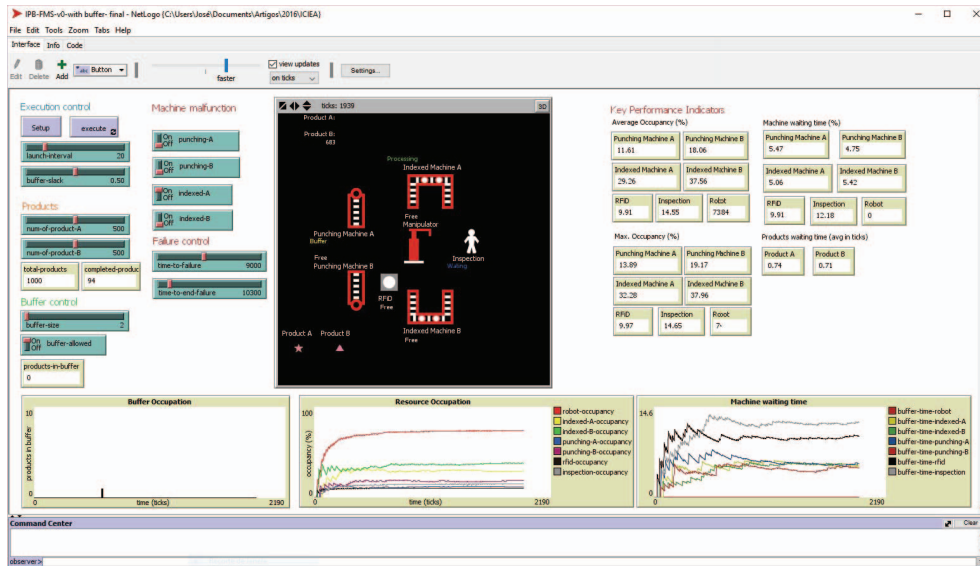 IPB-FMS-v0-with buffer- final - NetLogo {C:\Users\José\Documents\Artigos\2016\ICIEA}
File Edit Tools Zoom Tabs Help
Interface Info Code
Edit Delete Add Button faster view updates on ticks Settings...
Execution control
Setup execute
launch-interval 20
buffer-slack 0.50
Products
num-of-product-A 500
num-of-product-B 500
total-products completed-produc
1000 94
Buffer control
buffer-size 2
On Off buffer-allowed
products-in-buffer
0
Machine malfunction
On Off punching-A
On Off punching-B
On Off indexed-A
On Off indexed-B
Failure control
time-to-failure 9000
time-to-end-failure 10300
ticks: 1939 3D
Product A:
Product B:
683
Processing
Indexed Machine A
Free
Manipulator
Punching Machine A
Buffer
Inspection
Free
Punching Machine B
RFiD
Free
Product A Product B
Indexed Machine B
Free
Key Performance Indicators
Average Occupancy (%)
Punching Machine A Punching Machine B
11.61 18.06
Indexed Machine A Indexed Machine B
29.26 37.56
RFiD Inspection Robot
9.91 14.55 7384
Max. Occupancy (%)
Punching Machine A Punching Machine B
13.89 19.17
Indexed Machine A Indexed Machine B
32.28 37.96
RFiD Inspection
9.97 14.65
Machine waiting time (%)
Punching Machine A Punching Machine B
5.47 4.75
Indexed Machine A Indexed Machine B
5.06 5.42
RFiD Inspection Robot
9.91 12.18 0
Products waiting time (avg in ticks)
Product A Product B
0.74 0.71
Buffer Occupation
10
products in buffer
0
0 time (ticks) 2190
Resource Occupation
100
occupancy (%)
0
0 time (ticks) 2190
robot-occupancy
indexed-A-occupancy
indexed-B-occupancy
punching-A-occupancy
punching-B-occupancy
rfid-occupancy
inspection-occupancy
Machine waiting time
14.6
0
0 2190
buffer-time-robot
buffer-time-indexed-A
buffer-time-indexed-B
buffer-time-punching-A
buffer-time-punching-B
buffer-time-rfid
buffer-time-inspection
Command Center Clear
observer>